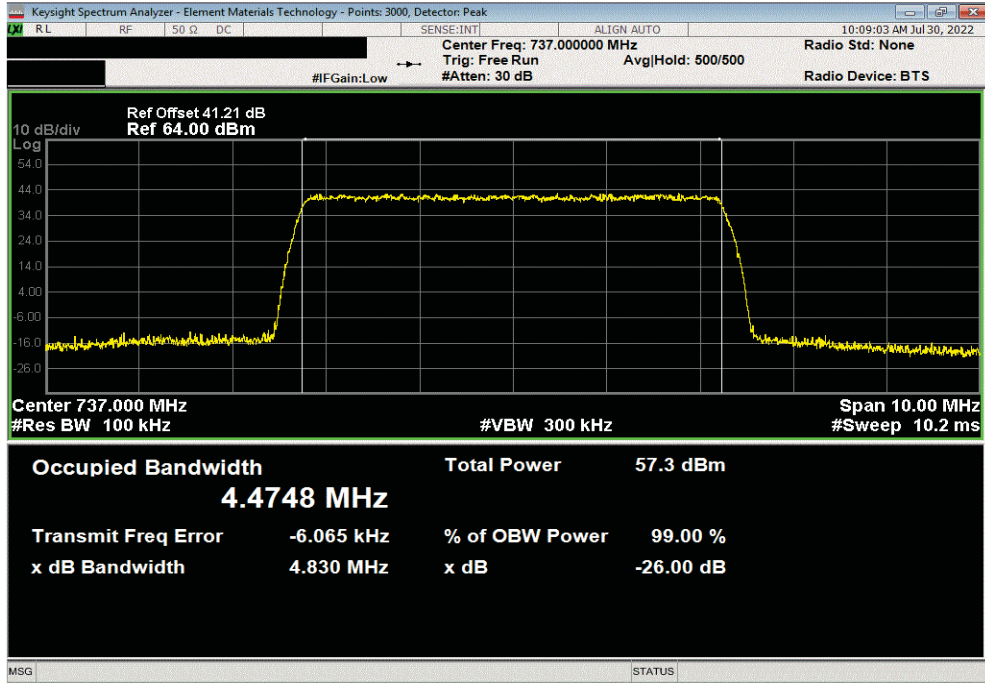 Keysight Spectrum Analyzer - Element Materials Technology - Points: 3000, Detector: Peak
LXI RL RF 50 Ω DC SENSE:INT ALIGN AUTO 10:09:03 AM Jul 30, 2022
Center Freq: 737.000000 MHz Radio Std: None
Trig: Free Run Avg|Hold: 500/500
#IFGain:Low #Atten: 30 dB Radio Device: BTS
Ref Offset 41.21 dB
10 dB/div Ref 64.00 dBm
Log
54.0
44.0
34.0
24.0
14.0
4.00
-6.00
-16.0
-26.0
Center 737.000 MHz Span 10.00 MHz
#Res BW 100 kHz #VBW 300 kHz #Sweep 10.2 ms
Occupied Bandwidth Total Power 57.3 dBm
4.4748 MHz
Transmit Freq Error -6.065 kHz % of OBW Power 99.00 %
x dB Bandwidth 4.830 MHz x dB -26.00 dB
MSG STATUS